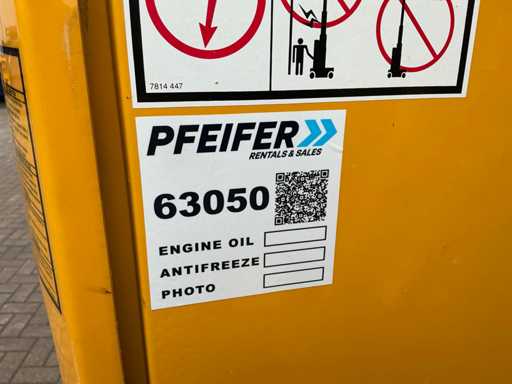 7814 447
PFEIFER
RENTALS & SALES
63050
ENGINE OIL
ANTIFREEZE
PHOTO